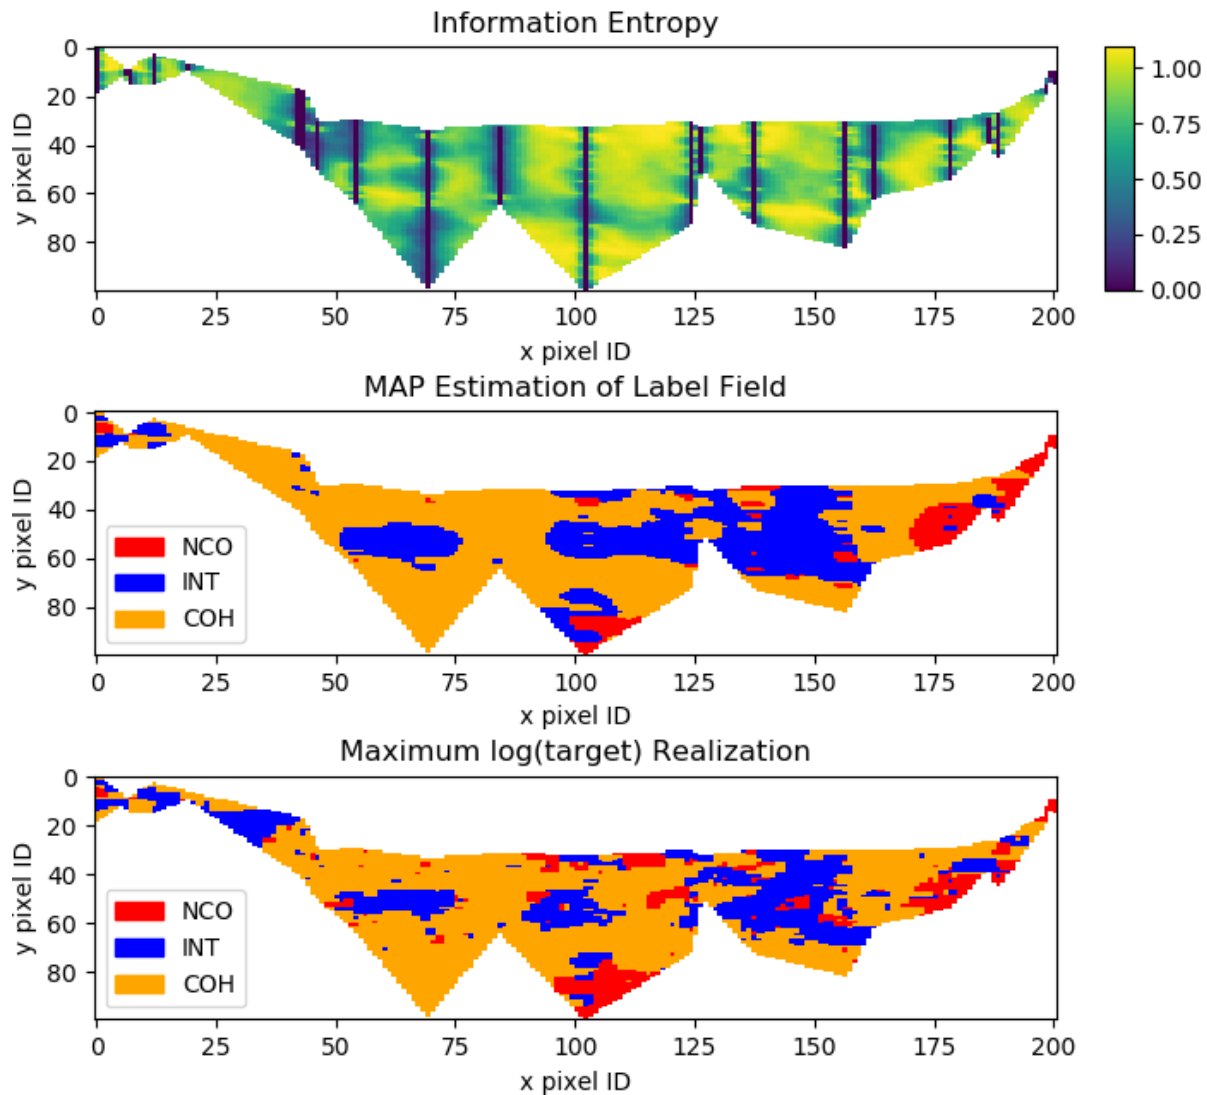 Information Entropy
y pixel ID
0
20
40
60
80
0 25 50 75 100 125 150 175 200
x pixel ID
1.00
0.75
0.50
0.25
0.00
MAP Estimation of Label Field
y pixel ID
0
20
40
60
80
NCO
INT
COH
0 25 50 75 100 125 150 175 200
x pixel ID
Maximum log(target) Realization
y pixel ID
0
20
40
60
80
NCO
INT
COH
0 25 50 75 100 125 150 175 200
x pixel ID